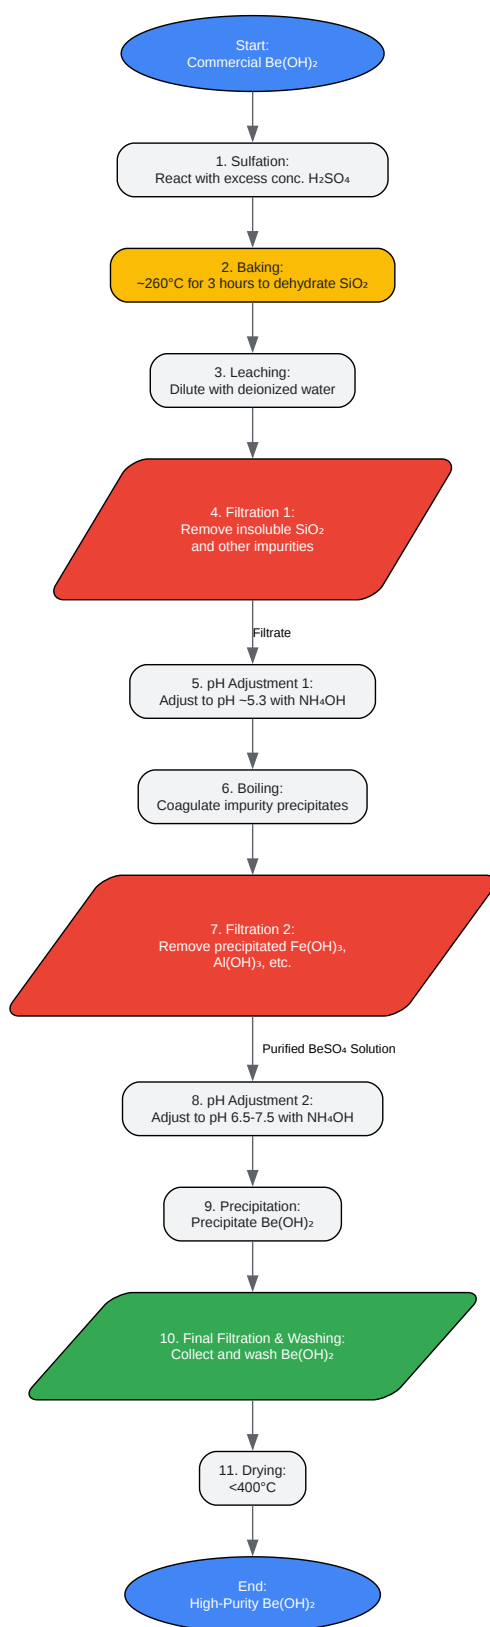 Start:
Commercial Be(OH)₂
1. Sulfation:
React with excess conc. H₂SO₄
2. Baking:
~260°C for 3 hours to dehydrate SiO₂
3. Leaching:
Dilute with deionized water
4. Filtration 1:
Remove insoluble SiO₂
and other impurities
Filtrate
5. pH Adjustment 1:
Adjust to pH ~5.3 with NH₄OH
6. Boiling:
Coagulate impurity precipitates
7. Filtration 2:
Remove precipitated Fe(OH)₃,
Al(OH)₃, etc.
Purified BeSO₄ Solution
8. pH Adjustment 2:
Adjust to pH 6.5-7.5 with NH₄OH
9. Precipitation:
Precipitate Be(OH)₂
10. Final Filtration & Washing:
Collect and wash Be(OH)₂
11. Drying:
<400°C
End:
High-Purity Be(OH)₂